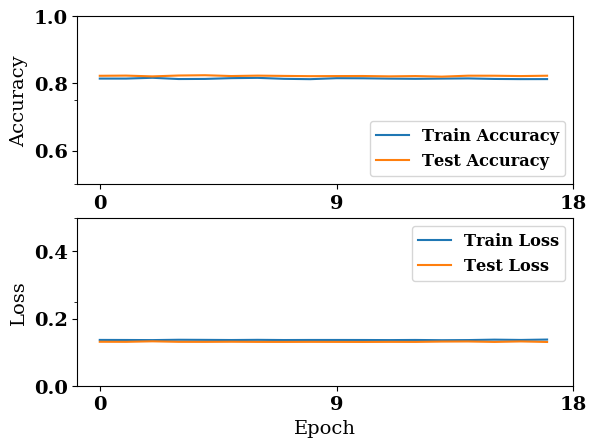 1.0
0.8
0.6
Accuracy
Train Accuracy
Test Accuracy
0 9 18
0.4
0.2
0.0
Loss
Train Loss
Test Loss
0 9 18
Epoch